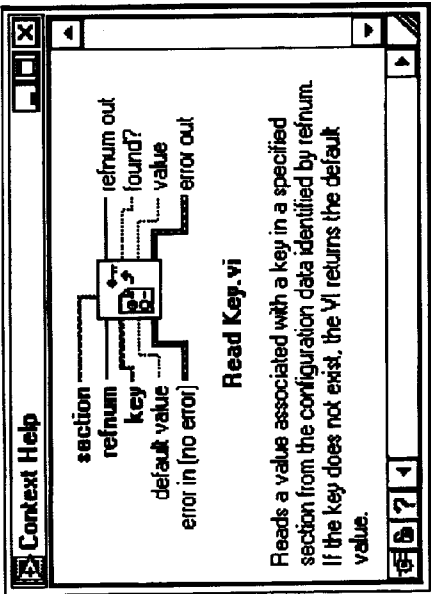 Context Help
section
refnum
key
default value
error in (no error)
refnum out
found?
value
error out
Read Key.vi
Reads a value associated with a key in a specified
section from the configuration data identified by refnum.
If the key does not exist, the VI returns the default
value.
?